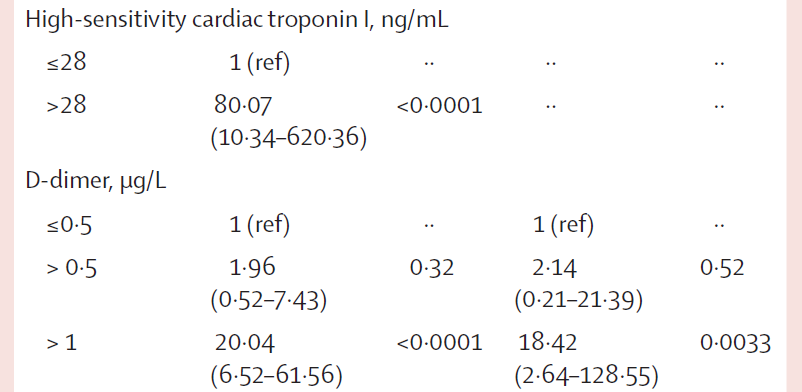 High-sensitivity cardiac troponin I, ng/mL
≤28 1 (ref) ·· ·· ··
>28 80·07 <0·0001 ·· ··
(10·34–620·36)
D-dimer, µg/L
≤0·5 1 (ref) ·· 1 (ref) ··
> 0·5 1·96 0·32 2·14 0·52
(0·52–7·43) (0·21–21·39)
> 1 20·04 <0·0001 18·42 0·0033
(6·52–61·56) (2·64–128·55)